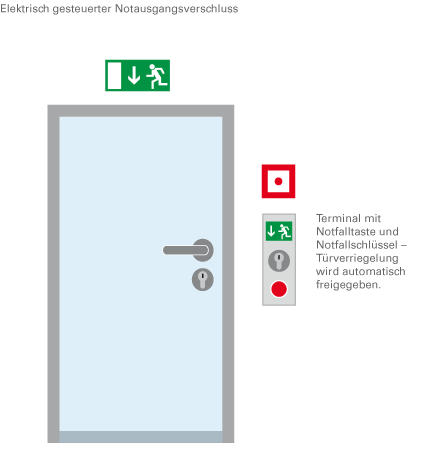 Elektrisch gesteuerter Notausgangsverschluss
Terminal mit
Notfalltaste und
Notfallschlüssel –
Türverriegelung
wird automatisch
freigegeben.